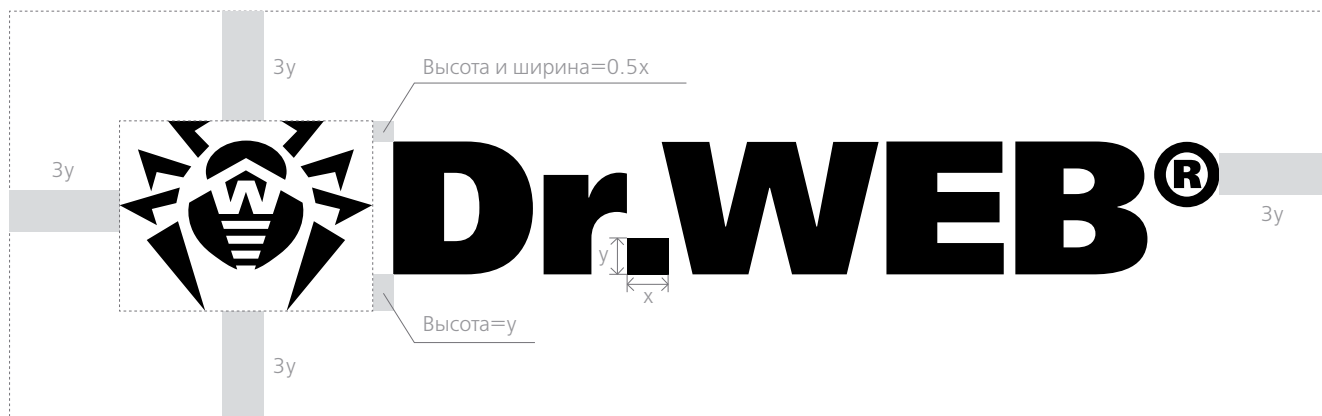 3y
Высота и ширина=0.5x
3y
W
Dr.WEB®
3y
y
x
Высота=y
3y